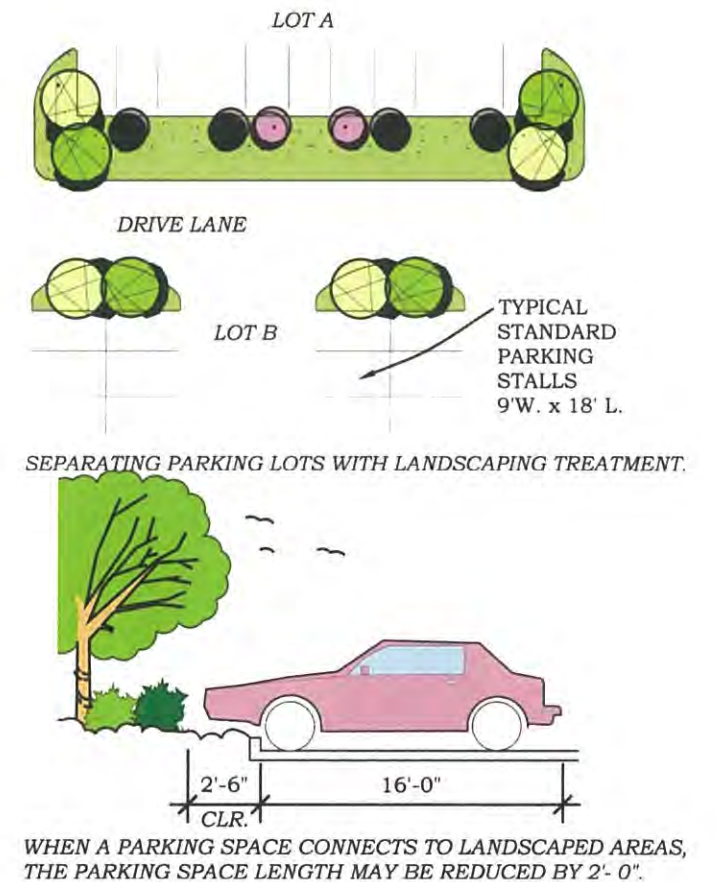 LOT A
DRIVE LANE
LOT B
TYPICAL
STANDARD
PARKING
STALLS
9'W. x 18' L.
SEPARATING PARKING LOTS WITH LANDSCAPING TREATMENT.
2'-6"
16'-0"
CLR.
WHEN A PARKING SPACE CONNECTS TO LANDSCAPED AREAS,
THE PARKING SPACE LENGTH MAY BE REDUCED BY 2'- 0".